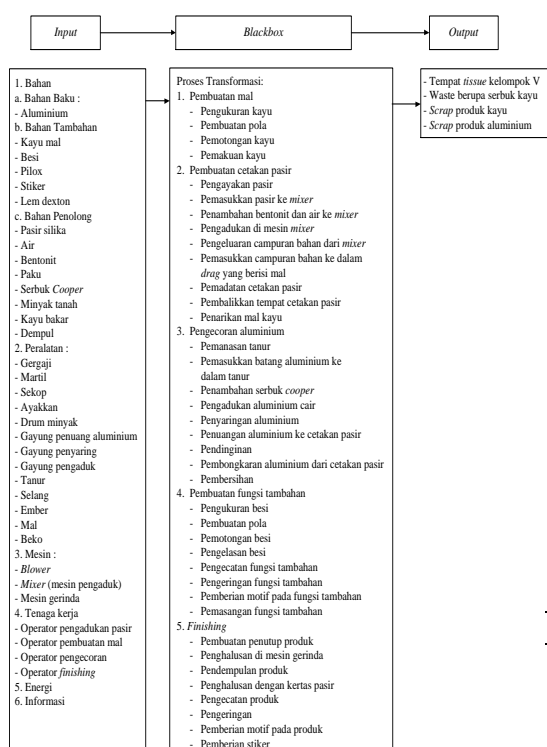 Input
Blackbox
Output
1. Bahan
a. Bahan Baku :
- Aluminium
b. Bahan Tambahan
- Kayu mal
- Besi
- Pilox
- Stiker
- Lem dexton
c. Bahan Penolong
- Pasir silika
- Air
- Bentonit
- Paku
- Serbuk Cooper
- Minyak tanah
- Kayu bakar
- Dempul
2. Peralatan :
- Gergaji
- Martil
- Sekop
- Ayakkan
- Drum minyak
- Gayung penuang aluminium
- Gayung penyaring
- Gayung pengaduk
- Tanur
- Selang
- Ember
- Mal
- Beko
3. Mesin :
- Blower
- Mixer (mesin pengaduk)
- Mesin gerinda
4. Tenaga kerja
- Operator pengadukan pasir
- Operator pembuatan mal
- Operator pengecoran
- Operator finishing
5. Energi
6. Informasi
Proses Transformasi:
1. Pembuatan mal
- Pengukuran kayu
- Pembuatan pola
- Pemotongan kayu
- Pemakuan kayu
2. Pembuatan cetakan pasir
- Pengayakan pasir
- Pemasukkan pasir ke mixer
- Penambahan bentonit dan air ke mixer
- Pengadukan di mesin mixer
- Pengeluaran campuran bahan dari mixer
- Pemasukkan campuran bahan ke dalam
drag yang berisi mal
- Pemadatan cetakan pasir
- Pembalikkan tempat cetakan pasir
- Penarikan mal kayu
3. Pengecoran aluminium
- Pemanasan tanur
- Pemasukkan batang aluminium ke
dalam tanur
- Penambahan serbuk cooper
- Pengadukan aluminium cair
- Penyaringan aluminium
- Penuangan aluminium ke cetakan pasir
- Pendinginan
- Pembongkaran aluminium dari cetakan pasir
- Pembersihan
4. Pembuatan fungsi tambahan
- Pengukuran besi
- Pembuatan pola
- Pemotongan besi
- Pengelasan besi
- Pengecatan fungsi tambahan
- Pengeringan fungsi tambahan
- Pemberian motif pada fungsi tambahan
- Pemasangan fungsi tambahan
5. Finishing
- Pembuatan penutup produk
- Penghalusan di mesin gerinda
- Pendempulan produk
- Penghalusan dengan kertas pasir
- Pengecatan produk
- Pengeringan
- Pemberian motif pada produk
- Pemberian stiker
- Tempat tissue kelompok V
- Waste berupa serbuk kayu
- Scrap produk kayu
- Scrap produk aluminium